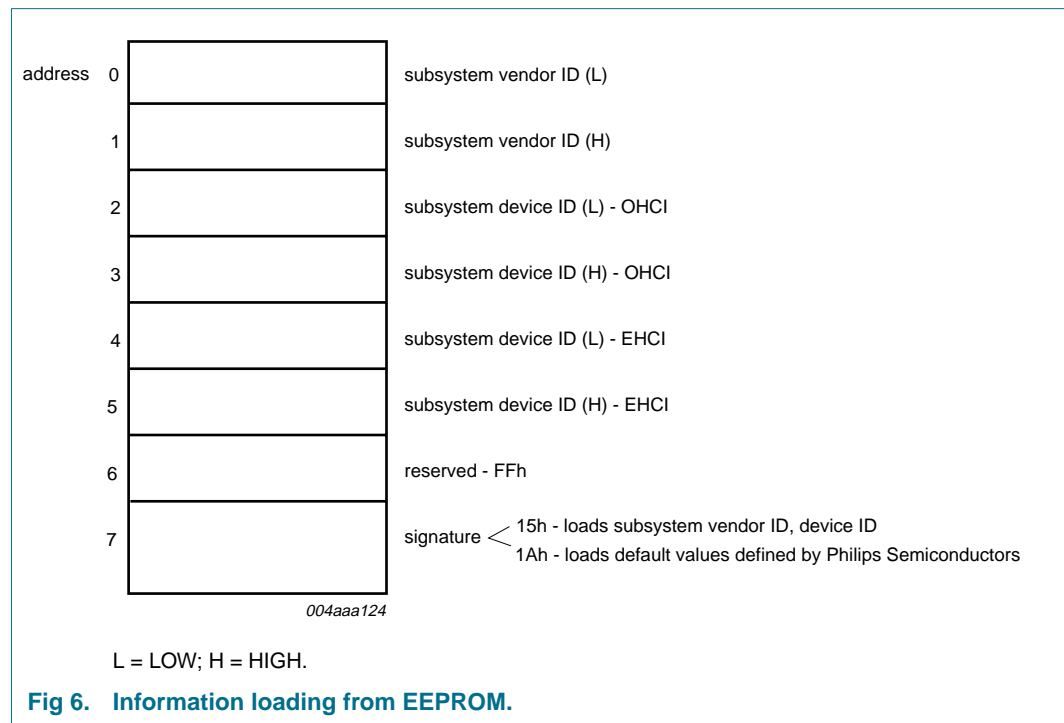 address 0 subsystem vendor ID (L)
1 subsystem vendor ID (H)
2 subsystem device ID (L) - OHCI
3 subsystem device ID (H) - OHCI
4 subsystem device ID (L) - EHCI
5 subsystem device ID (H) - EHCI
6 reserved - FFh
7 signature 15h - loads subsystem vendor ID, device ID
1Ah - loads default values defined by Philips Semiconductors
004aaa124
L = LOW; H = HIGH.
Fig 6. Information loading from EEPROM.